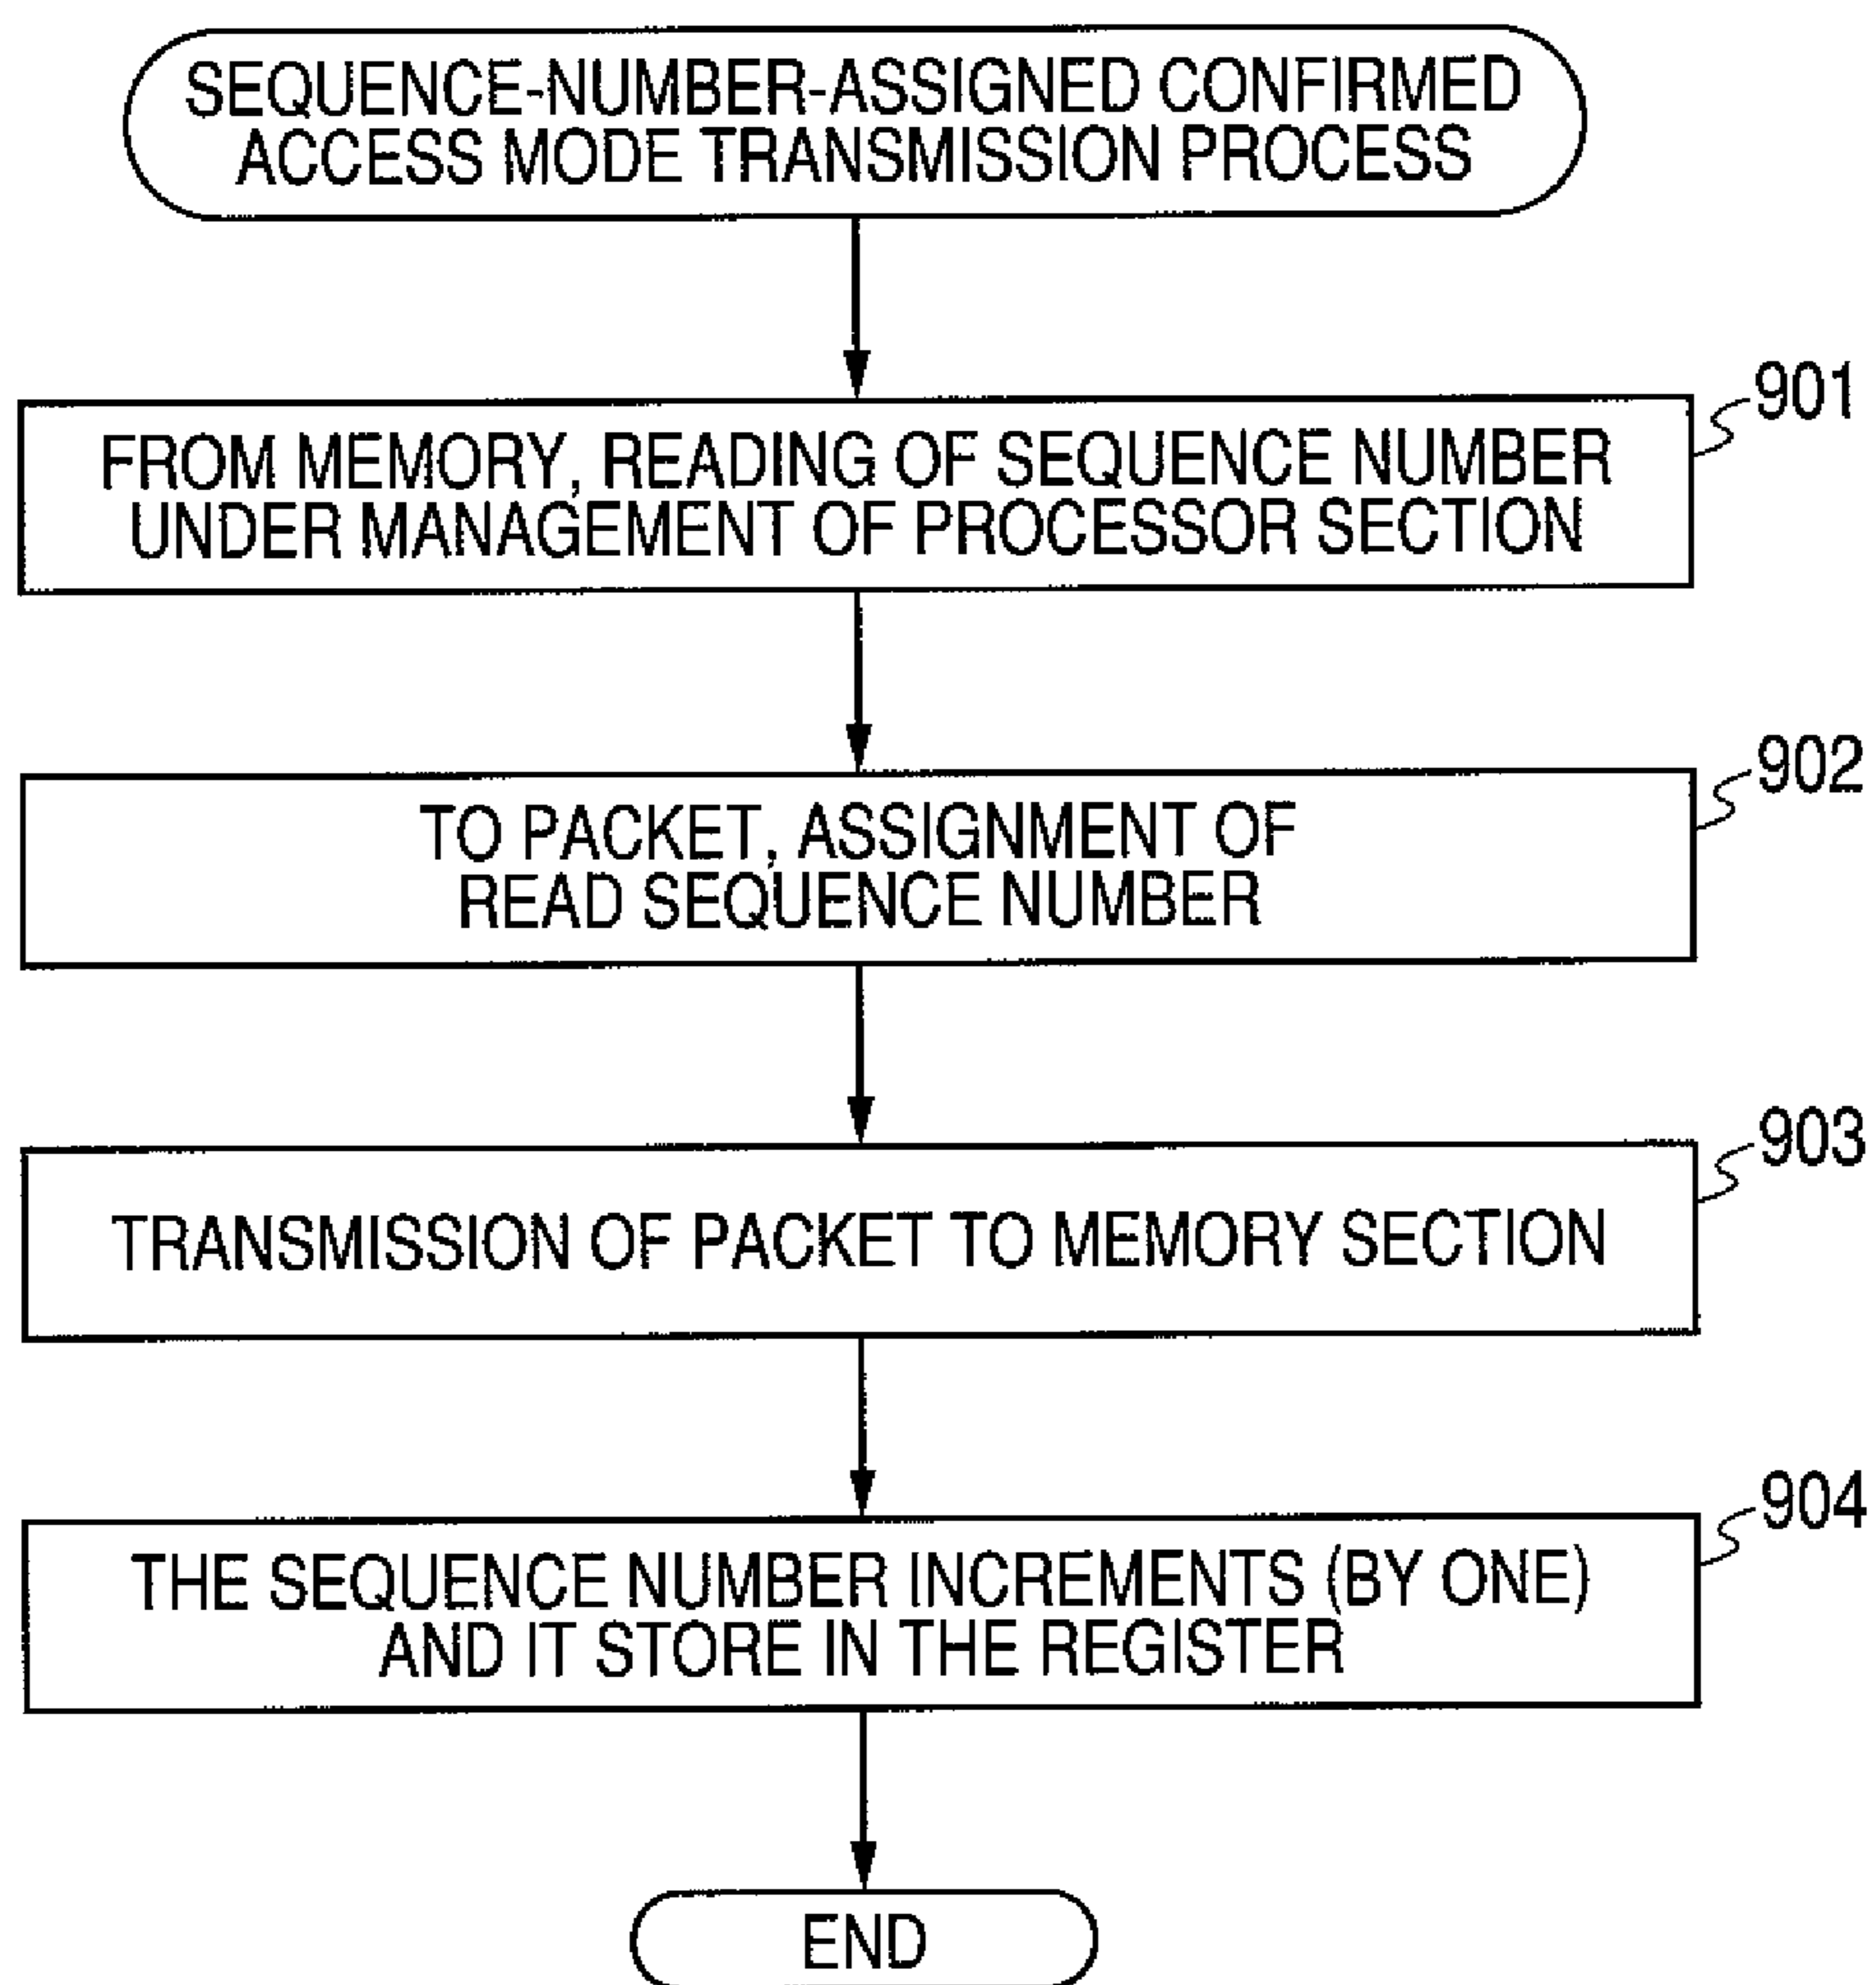 SEQUENCE-NUMBER-ASSIGNED CONFIRMED
ACCESS MODE TRANSMISSION PROCESS
901
FROM MEMORY, READING OF SEQUENCE NUMBER
UNDER MANAGEMENT OF PROCESSOR SECTION
902
TO PACKET, ASSIGNMENT OF
READ SEQUENCE NUMBER
903
TRANSMISSION OF PACKET TO MEMORY SECTION
904
THE SEQUENCE NUMBER INCREMENTS (BY ONE)
AND IT STORE IN THE REGISTER
END